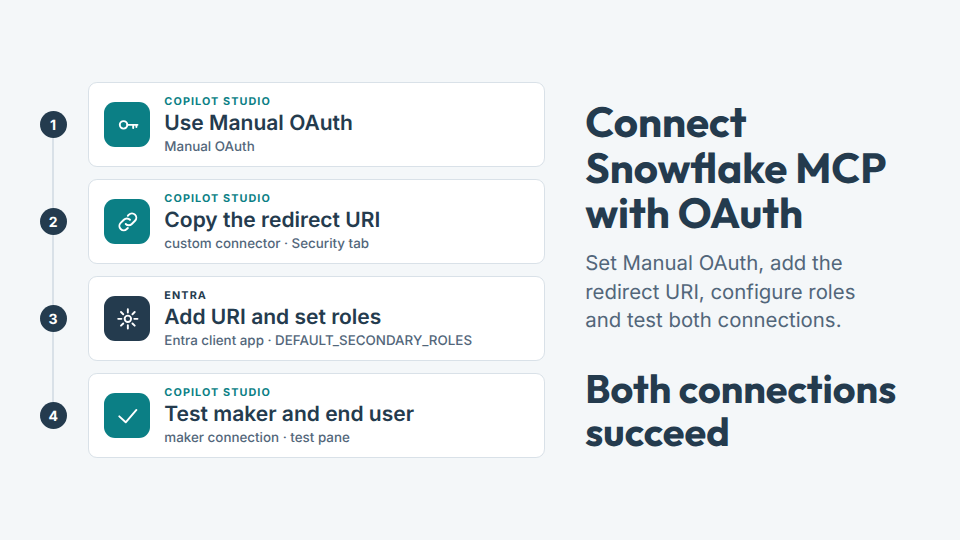 1
COPILOT STUDIO
Use Manual OAuth
Manual OAuth
2
COPILOT STUDIO
Copy the redirect URI
custom connector · Security tab
3
ENTRA
Add URI and set roles
Entra client app · DEFAULT_SECONDARY_ROLES
4
COPILOT STUDIO
Test maker and end user
maker connection · test pane
Connect
Snowflake MCP
with OAuth
Set Manual OAuth, add the
redirect URI, configure roles
and test both connections.
Both connections
succeed